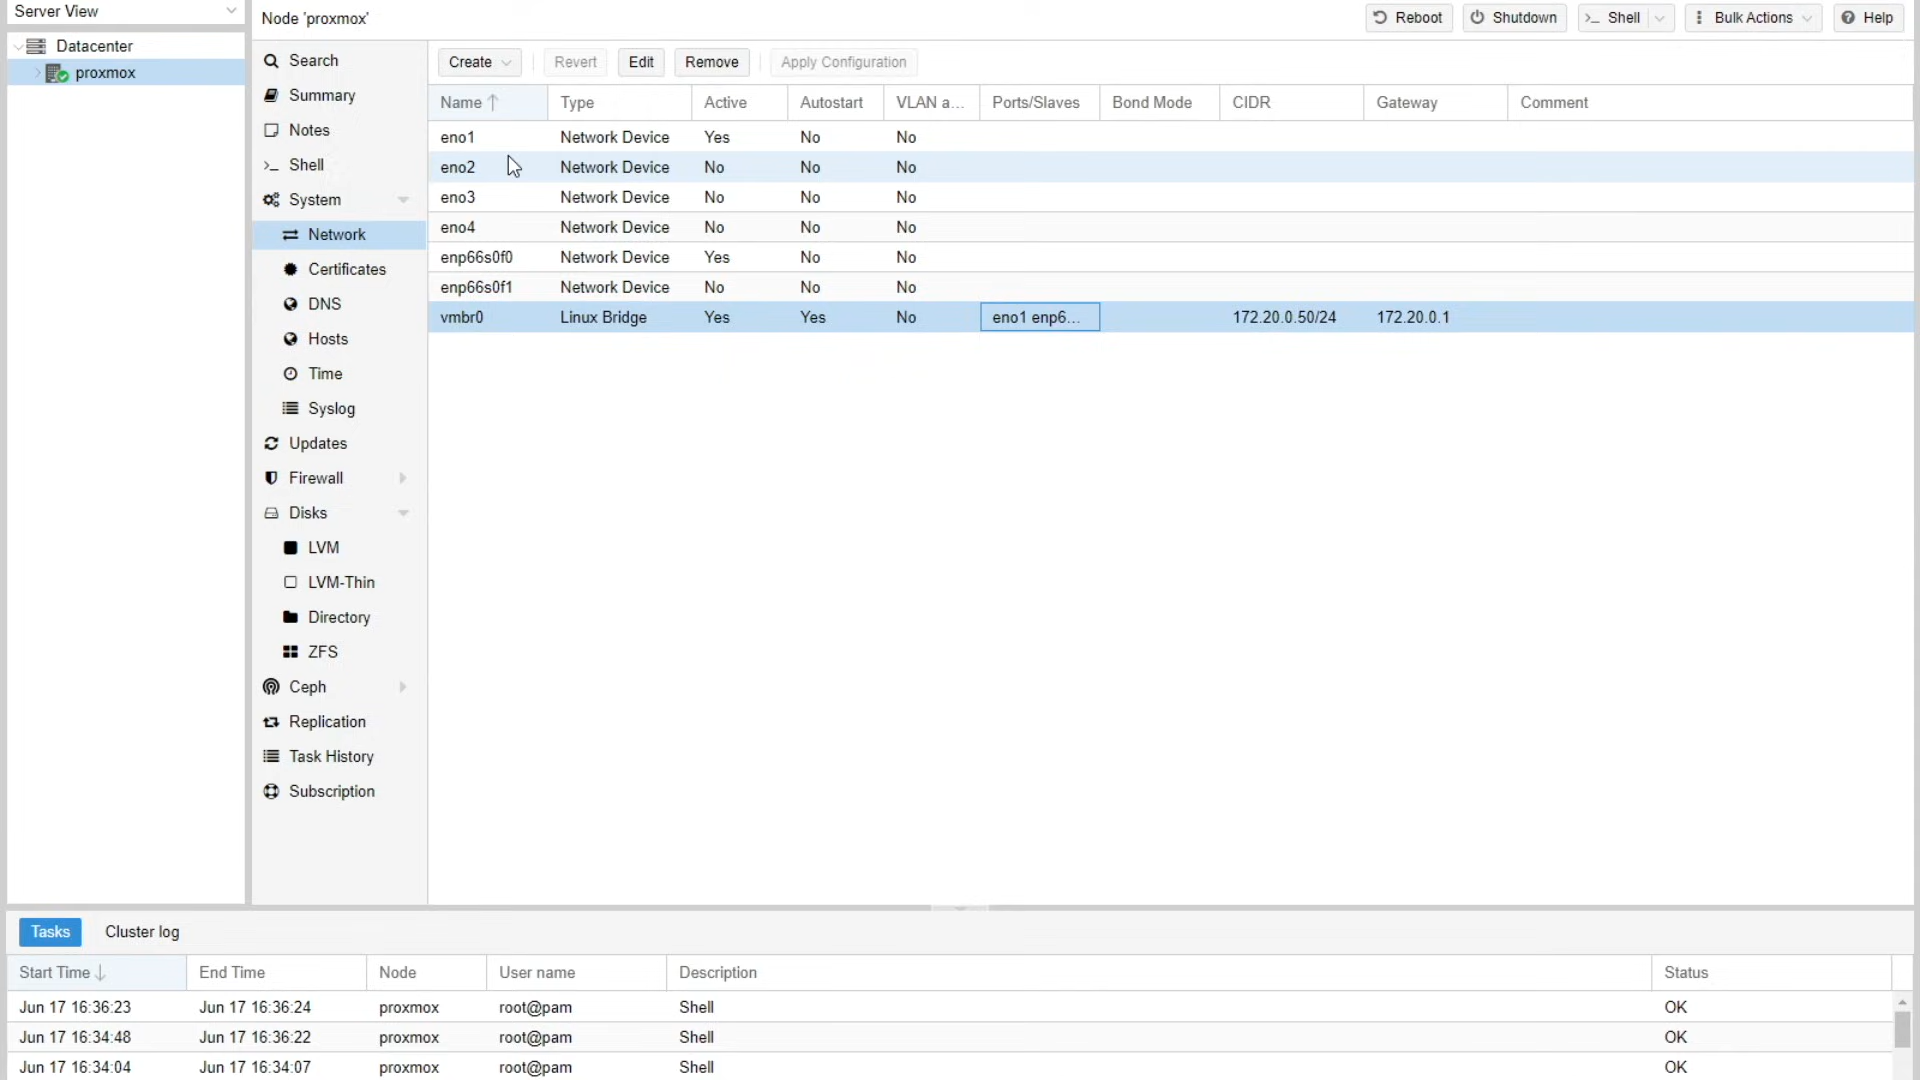 Server View
Node 'proxmox'
Reboot
Shutdown
Shell
Bulk Actions
Help
Datacenter
proxmox
Search
Summary
Notes
Shell
System
Network
Certificates
DNS
Hosts
Time
Syslog
Updates
Firewall
Disks
LVM
LVM-Thin
Directory
ZFS
Ceph
Replication
Task History
Subscription
Create Revert Edit Remove Apply Configuration
Name Type Active Autostart VLAN a... Ports/Slaves Bond Mode CIDR Gateway Comment
eno1 Network Device Yes No No
eno2 Network Device No No No
eno3 Network Device No No No
eno4 Network Device No No No
enp66s0f0 Network Device Yes No No
enp66s0f1 Network Device No No No
vmbr0 Linux Bridge Yes Yes No eno1 enp6... 172.20.0.50/24 172.20.0.1
Tasks Cluster log
Start Time End Time Node User name Description Status
Jun 17 16:36:23 Jun 17 16:36:24 proxmox root@pam Shell OK
Jun 17 16:34:48 Jun 17 16:36:22 proxmox root@pam Shell OK
Jun 17 16:34:04 Jun 17 16:34:07 proxmox root@pam Shell OK